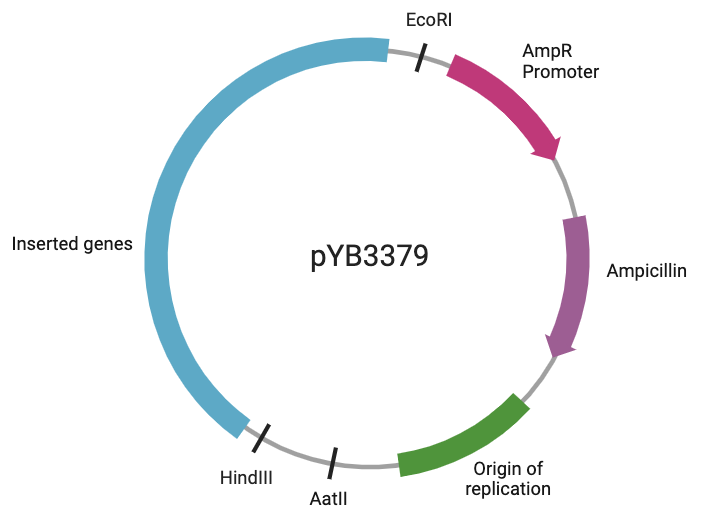 EcoRI
AmpR
Promoter
Inserted genes
pYB3379
Ampicillin
HindIII
AatII
Origin of
replication